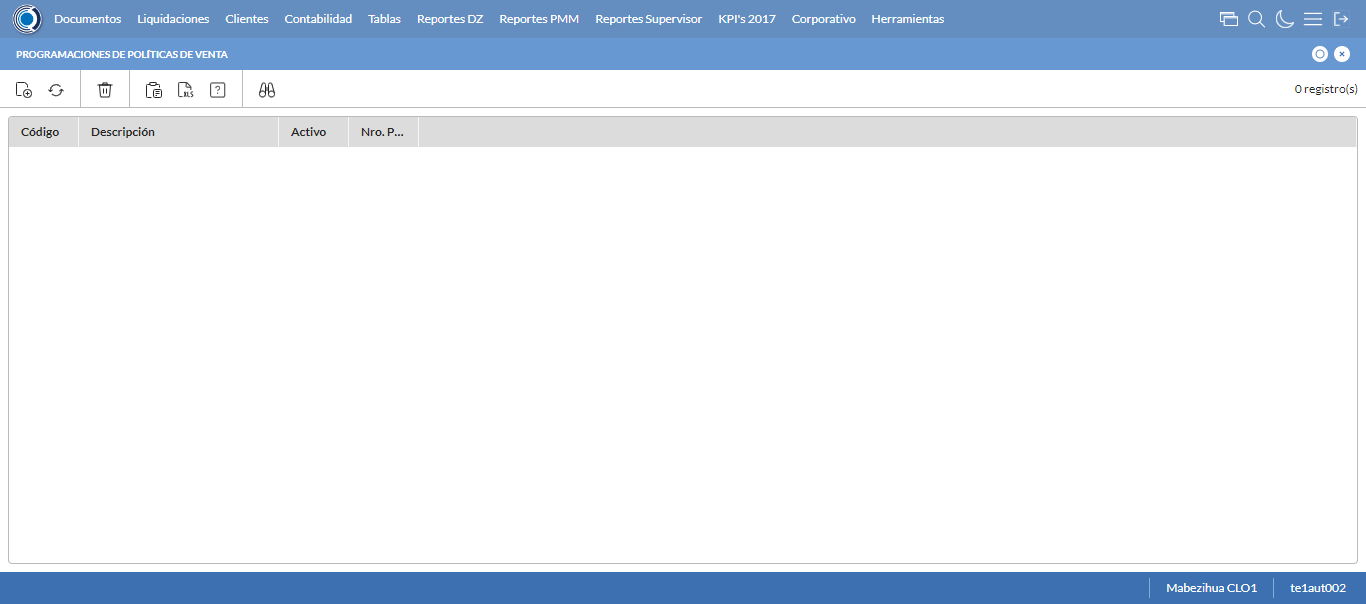 Documentos Liquidaciones Clientes Contabilidad Tablas Reportes DZ Reportes PMM Reportes Supervisor KPI's 2017 Corporativo Herramientas
PROGRAMACIONES DE POLÍTICAS DE VENTA
XLS ? 0 registro(s)
Código Descripción Activo Nro. P...
Mabezihua CLO1 te1aut002